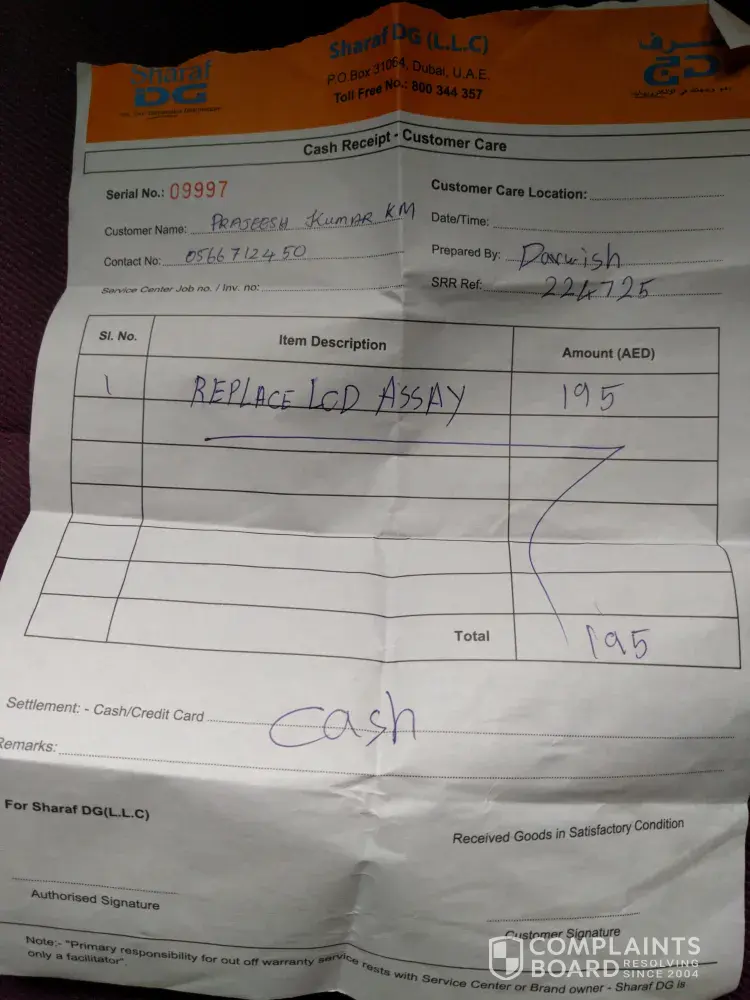 Sharaf DG (L.L.C)
P.O.Box 31064, Dubai, U.A.E.
Toll Free No.: 800 344 357
Sharaf
DG
شرف
دج
Cash Receipt - Customer Care
Serial No.: 09997
Customer Name: PRAJEESH KUMAR KM
Contact No: 0566712450
Service Center Job no. / Inv. no:
Customer Care Location:
Date/Time:
Prepared By: Darwish
SRR Ref: 224725
Sl. No. Item Description Amount (AED)
1 REPLACE LCD ASSAY 195
Total 195
Settlement: - Cash/Credit Card Cash
Remarks:
For Sharaf DG(L.L.C)
Received Goods in Satisfactory Condition
Authorised Signature
Customer Signature
Note:- "Primary responsibility for out off warranty service rests with Service Center or Brand owner - Sharaf DG is
only a facilitator".
COMPLAINTS
BOARD RESOLVING SINCE 2004